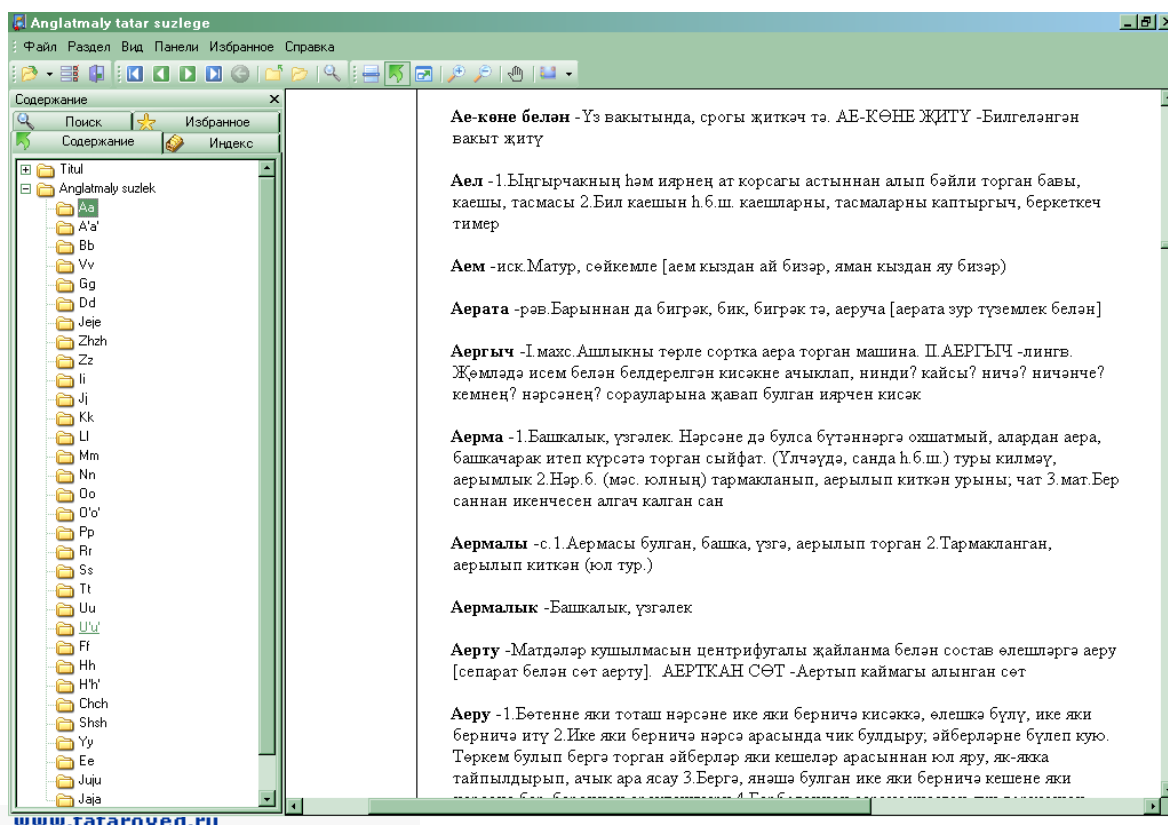 Anglatmaly tatar suzlege
Файл Раздел Вид Панели Избранное Справка
Содержание
Поиск Избранное
Содержание Индекс
Titul
Anglatmaly suzlek
Aa
A'a'
Bb
Vv
Gg
Dd
Jeje
Zhzh
Zz
Ii
Jj
Kk
Ll
Mm
Nn
Oo
O'o'
Pp
Rr
Ss
Tt
Uu
U'u'
Ff
Hh
H'h'
Chch
Shsh
Yy
Ee
Juju
Jaja
Ае-көне белән -Үз вакытында, срогы җиткәч тә. АЕ-КӨНЕ ҖИТҮ -Билгеләнгән
вакыт җитү
Аел -1.Ыңгырчакның һәм иярнең ат корсагы астыннан алып бәйли торган бавы,
каешы, тасмасы 2.Бил каешын һ.б.ш. каешларны, тасмаларны каптыргыч, беркеткеч
тимер
Аем -иск.Матур, сөйкемле [аем кыздан ай бизәр, яман кыздан яу бизәр)
Аерата -рәв.Барыннан да бигрәк, бик, бигрәк тә, аеруча [аерата зур түземлек белән]
Аергыч -I.махс.Ашлыкны төрле сортка аера торган машина. II.АЕРГЫЧ -лингв.
Җөмләдә исем белән белдерелгән кисәкне ачыклап, нинди? кайсы? ничә? ничәнче?
кемнең? нәрсәнең? сорауларына җавап булган иярчен кисәк
Аерма -1.Башкалык, үзгәлек. Нәрсәне дә булса бүтәннәргә охшатмый, алардан аера,
башкачарак итеп күрсәтә торган сыйфат. (Үлчәүдә, санда һ.б.ш.) туры килмәү,
аерымлык 2.Нәр.б. (мәс. юлның) тармакланып, аерылып киткән урыны; чат 3.мат.Бер
саннан икенчесен алгач калган сан
Аермалы -с.1.Аермасы булган, башка, үзгә, аерылып торган 2.Тармакланган,
аерылып киткән (юл тур.)
Аермалык -Башкалык, үзгәлек
Аерту -Матдәләр кушылмасын центрифугалы җайланма белән состав өлешләргә аеру
[сепарат белән сөт аерту]. АЕРТКАН СӨТ -Аертып каймагы алынган сөт
Аеру -1.Бөтенне яки тоташ нәрсәне ике яки берничә кисәккә, өлешкә бүлү, ике яки
берничә итү 2.Ике яки берничә нәрсә арасында чик булдыру; әйберләрне бүлеп кую.
Төркем булып бергә торган әйберләр яки кешеләр арасыннан юл яру, як-якка
тайпылдырып, ачык ара ясау 3.Бергә, янәшә булган ике яки берничә кешене яки
www.tataroved.ru